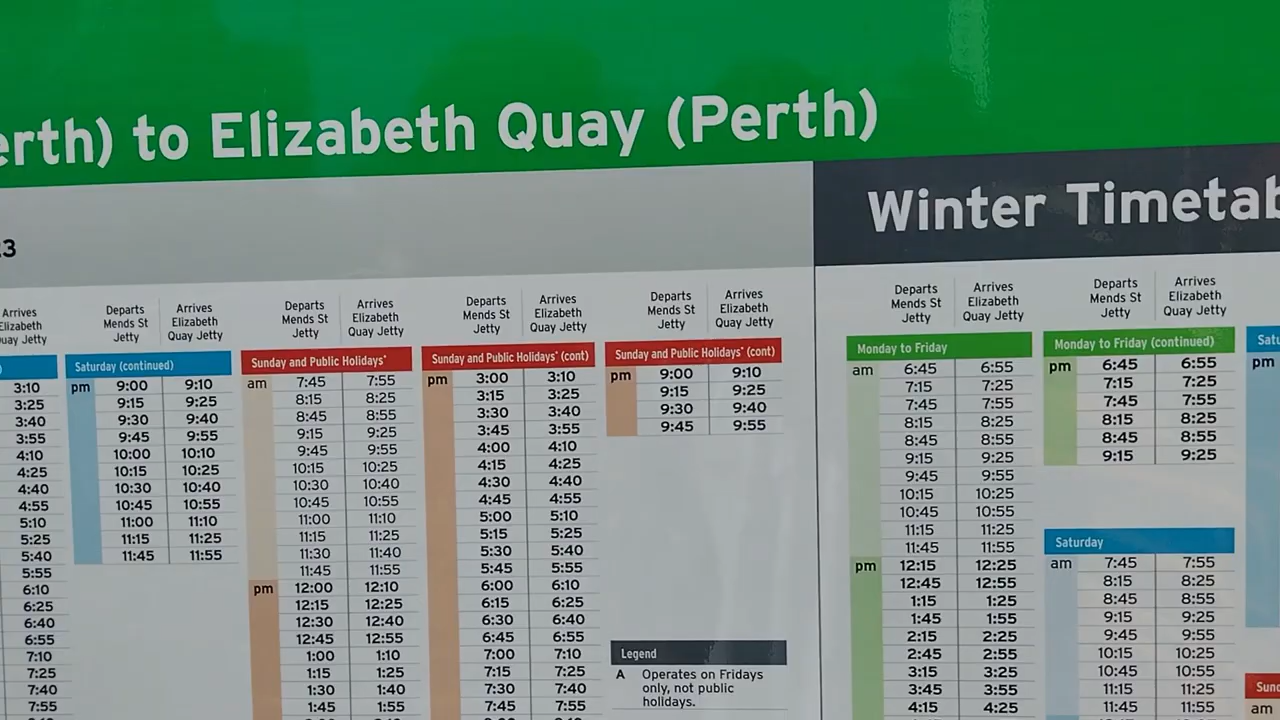 erth) to Elizabeth Quay (Perth)
Winter Timetab
Arrives
Elizabeth
Quay Jetty
3:10
3:25
3:40
3:55
4:10
4:25
4:40
4:55
5:10
5:25
5:40
5:55
6:10
6:25
6:40
6:55
7:10
7:25
7:40
7:55
Departs Mends St Jetty Arrives Elizabeth Quay Jetty
Saturday (continued)
pm 9:00 9:10
9:15 9:25
9:30 9:40
9:45 9:55
10:00 10:10
10:15 10:25
10:30 10:40
10:45 10:55
11:00 11:10
11:15 11:25
11:45 11:55
Departs Mends St Jetty Arrives Elizabeth Quay Jetty
Sunday and Public Holidays*
am 7:45 7:55
8:15 8:25
8:45 8:55
9:15 9:25
9:45 9:55
10:15 10:25
10:30 10:40
10:45 10:55
11:00 11:10
11:15 11:25
11:30 11:40
11:45 11:55
pm 12:00 12:10
12:15 12:25
12:30 12:40
12:45 12:55
1:00 1:10
1:15 1:25
1:30 1:40
1:45 1:55
Departs Mends St Jetty Arrives Elizabeth Quay Jetty
Sunday and Public Holidays* (cont)
pm 3:00 3:10
3:15 3:25
3:30 3:40
3:45 3:55
4:00 4:10
4:15 4:25
4:30 4:40
4:45 4:55
5:00 5:10
5:15 5:25
5:30 5:40
5:45 5:55
6:00 6:10
6:15 6:25
6:30 6:40
6:45 6:55
7:00 7:10
7:15 7:25
7:30 7:40
7:45 7:55
Departs Mends St Jetty Arrives Elizabeth Quay Jetty
Sunday and Public Holidays* (cont)
pm 9:00 9:10
9:15 9:25
9:30 9:40
9:45 9:55
Legend
A Operates on Fridays
only, not public
holidays.
Departs Mends St Jetty Arrives Elizabeth Quay Jetty
Monday to Friday
am 6:45 6:55
7:15 7:25
7:45 7:55
8:15 8:25
8:45 8:55
9:15 9:25
9:45 9:55
10:15 10:25
10:45 10:55
11:15 11:25
11:45 11:55
pm 12:15 12:25
12:45 12:55
1:15 1:25
1:45 1:55
2:15 2:25
2:45 2:55
3:15 3:25
3:45 3:55
4:15 4:25
Departs Mends St Jetty Arrives Elizabeth Quay Jetty
Monday to Friday (continued)
pm 6:45 6:55
7:15 7:25
7:45 7:55
8:15 8:25
8:45 8:55
9:15 9:25
Saturday
am 7:45 7:55
8:15 8:25
8:45 8:55
9:15 9:25
9:45 9:55
10:15 10:25
10:45 10:55
11:15 11:25
11:45 11:55
Satu
pm
Sund
am